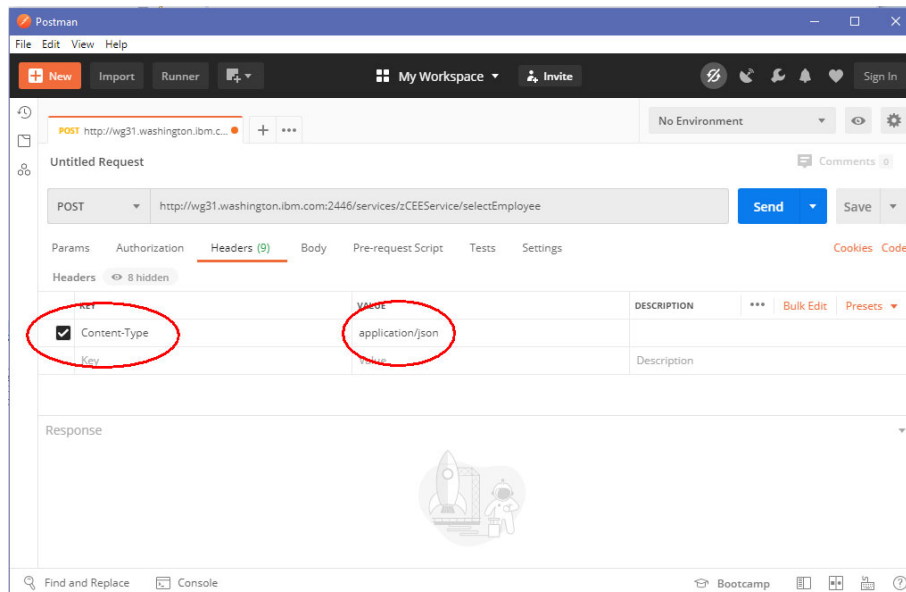 Postman
File Edit View Help
New Import Runner My Workspace Invite Sign In
POST http://wg31.washington.ibm.c... + ••• No Environment
Untitled Request Comments 0
POST http://wg31.washington.ibm.com:2446/services/zCEEService/selectEmployee Send Save
Params Authorization Headers (9) Body Pre-request Script Tests Settings Cookies Code
Headers 8 hidden
KEY VALUE DESCRIPTION ••• Bulk Edit Presets
Content-Type application/json
Key Value Description
Response
Find and Replace Console Bootcamp